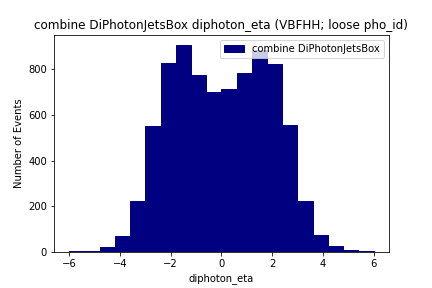 combine DiPhotonJetsBox diphoton_eta (VBFHH; loose pho_id)
combine DiPhotonJetsBox
Number of Events
800
600
400
200
0
−6 −4 −2 0 2 4 6
diphoton_eta